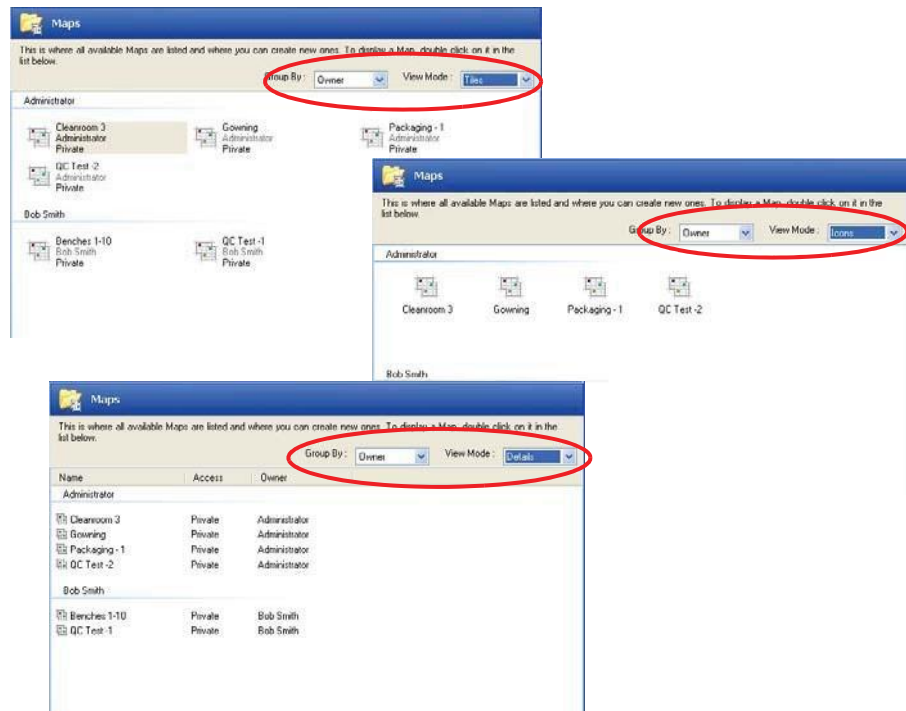 Maps
This is where all available Maps are listed and where you can create new ones. To display a Map, double click on it in the
list below.
Group By : Owner View Mode : Tiles
Administrator
Cleanroom 3
Administrator
Private
Gowning
Administrator
Private
Packaging - 1
Administrator
Private
QC Test -2
Administrator
Private
Bob Smith
Benches 1-10
Bob Smith
Private
QC Test -1
Bob Smith
Private
Maps
This is where all available Maps are listed and where you can create new ones. To display a Map, double click on it in the
list below.
Group By : Owner View Mode : Icons
Administrator
Cleanroom 3 Gowning Packaging - 1 QC Test -2
Bob Smith
Maps
This is where all available Maps are listed and where you can create new ones. To display a Map, double click on it in the
list below.
Group By : Owner View Mode : Details
Name Access Owner
Administrator
Cleanroom 3 Private Administrator
Gowning Private Administrator
Packaging - 1 Private Administrator
QC Test -2 Private Administrator
Bob Smith
Benches 1-10 Private Bob Smith
QC Test -1 Private Bob Smith